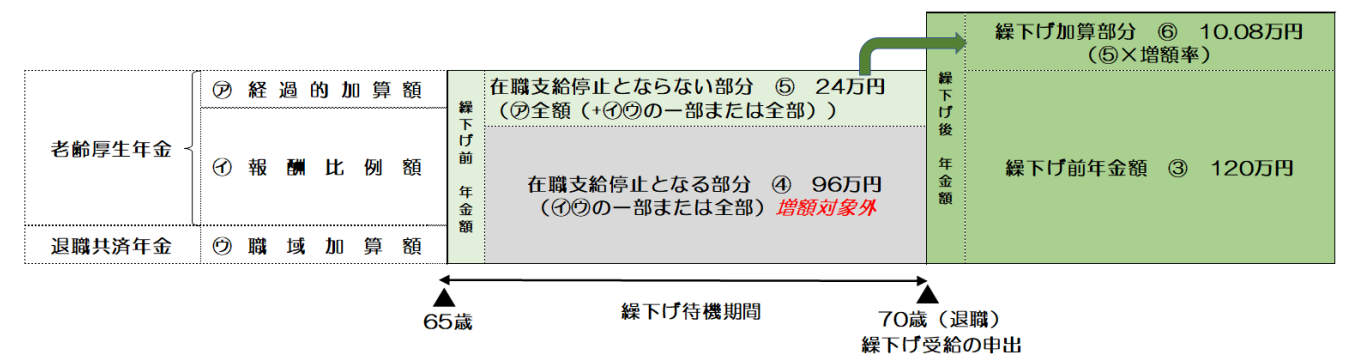 老齢厚生年金
㋐ 経過的加算額
㋑ 報酬比例額
退職共済年金
㋒ 職域加算額
繰下げ前 年金額
在職支給停止とならない部分 ⑤ 24万円
(㋐全額(+㋑㋒の一部または全部))
在職支給停止となる部分 ④ 96万円
(㋑㋒の一部または全部)増額対象外
繰下げ後 年金額
繰下げ加算部分 ⑥ 10.08万円
(⑤×増額率)
繰下げ前年金額 ③ 120万円
65歳
繰下げ待機期間
70歳(退職)
繰下げ受給の申出